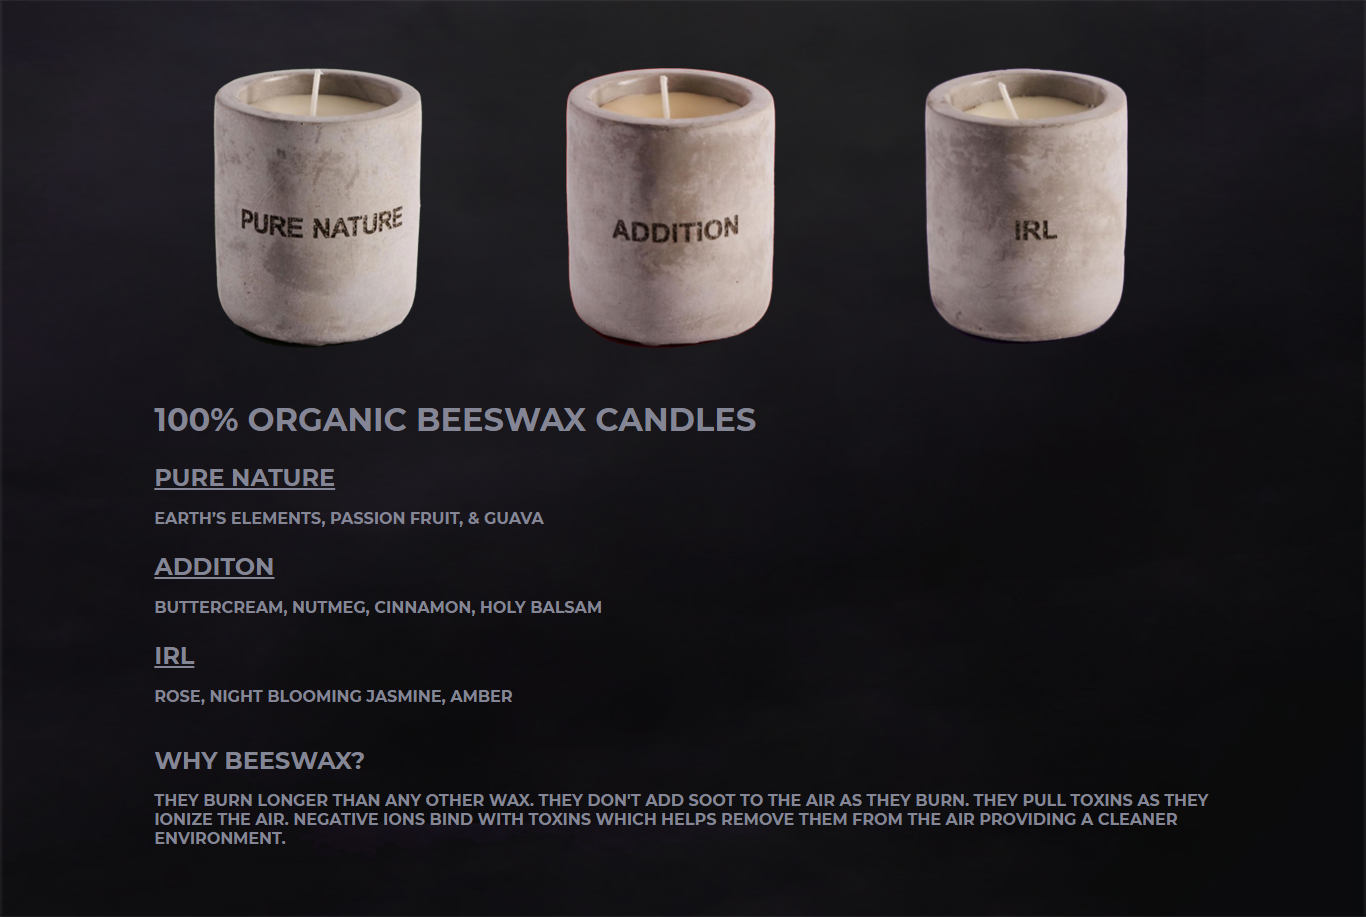 PURE NATURE
ADDITION
IRL
100% ORGANIC BEESWAX CANDLES
PURE NATURE
EARTH'S ELEMENTS, PASSION FRUIT, & GUAVA
ADDITON
BUTTERCREAM, NUTMEG, CINNAMON, HOLY BALSAM
IRL
ROSE, NIGHT BLOOMING JASMINE, AMBER
WHY BEESWAX?
THEY BURN LONGER THAN ANY OTHER WAX. THEY DON'T ADD SOOT TO THE AIR AS THEY BURN. THEY PULL TOXINS AS THEY
IONIZE THE AIR. NEGATIVE IONS BIND WITH TOXINS WHICH HELPS REMOVE THEM FROM THE AIR PROVIDING A CLEANER
ENVIRONMENT.